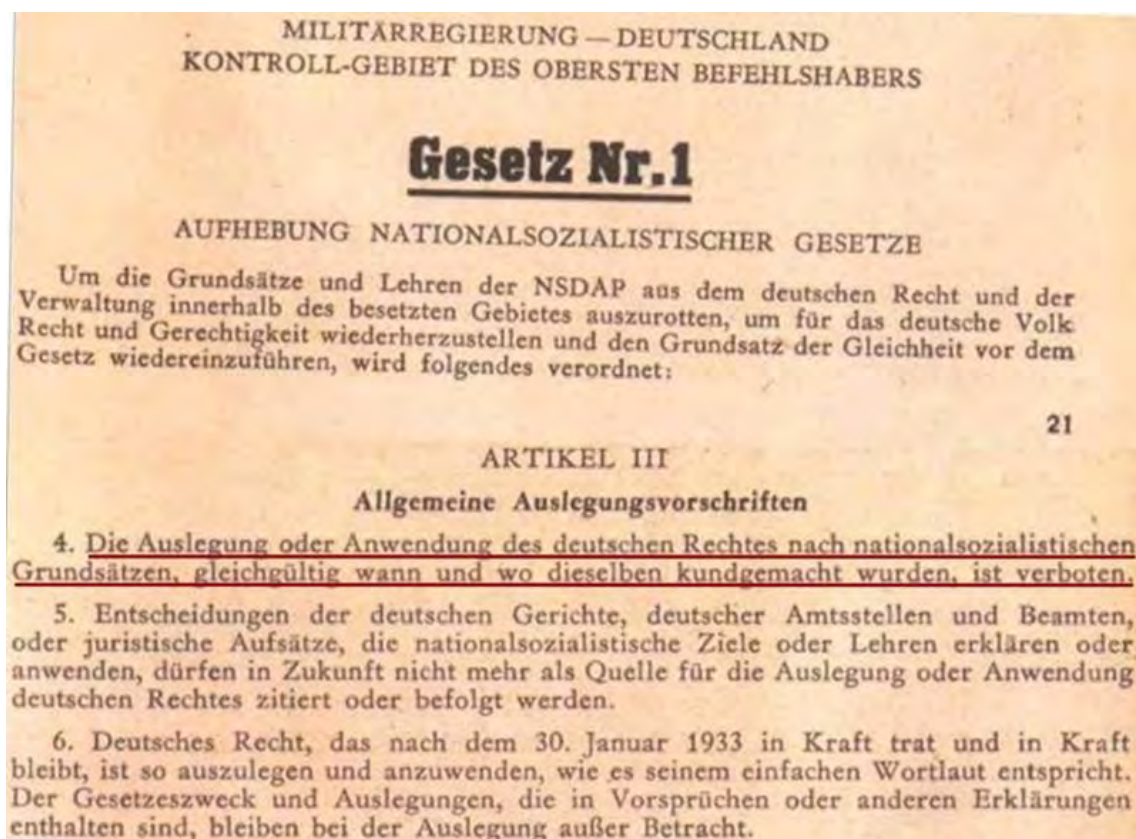 MILITÄRREGIERUNG — DEUTSCHLAND
KONTROLL-GEBIET DES OBERSTEN BEFEHLSHABERS
Gesetz Nr. 1
AUFHEBUNG NATIONALSOZIALISTISCHER GESETZE
Um die Grundsätze und Lehren der NSDAP aus dem deutschen Recht und der
Verwaltung innerhalb des besetzten Gebietes auszurotten, um für das deutsche Volk
Recht und Gerechtigkeit wiederherzustellen und den Grundsatz der Gleichheit vor dem
Gesetz wiedereinzuführen, wird folgendes verordnet:
21
ARTIKEL III
Allgemeine Auslegungsvorschriften
4. Die Auslegung oder Anwendung des deutschen Rechtes nach nationalsozialistischen
Grundsätzen, gleichgültig wann und wo dieselben kundgemacht wurden, ist verboten.
5. Entscheidungen der deutschen Gerichte, deutscher Amtsstellen und Beamten,
oder juristische Aufsätze, die nationalsozialistische Ziele oder Lehren erklären oder
anwenden, dürfen in Zukunft nicht mehr als Quelle für die Auslegung oder Anwendung
deutschen Rechtes zitiert oder befolgt werden.
6. Deutsches Recht, das nach dem 30. Januar 1933 in Kraft trat und in Kraft
bleibt, ist so auszulegen und anzuwenden, wie es seinem einfachen Wortlaut entspricht.
Der Gesetzeszweck und Auslegungen, die in Vorsprüchen oder anderen Erklärungen
enthalten sind, bleiben bei der Auslegung außer Betracht.